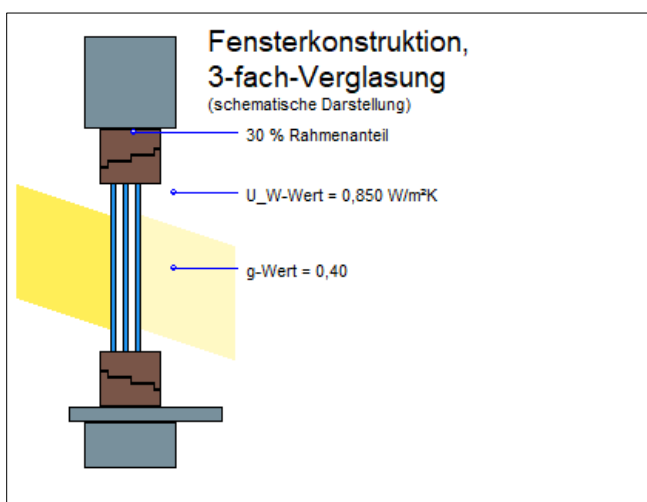 Fensterkonstruktion,
3-fach-Verglasung
(schematische Darstellung)
30 % Rahmenanteil
U_W-Wert = 0,850 W/m²K
g-Wert = 0,40